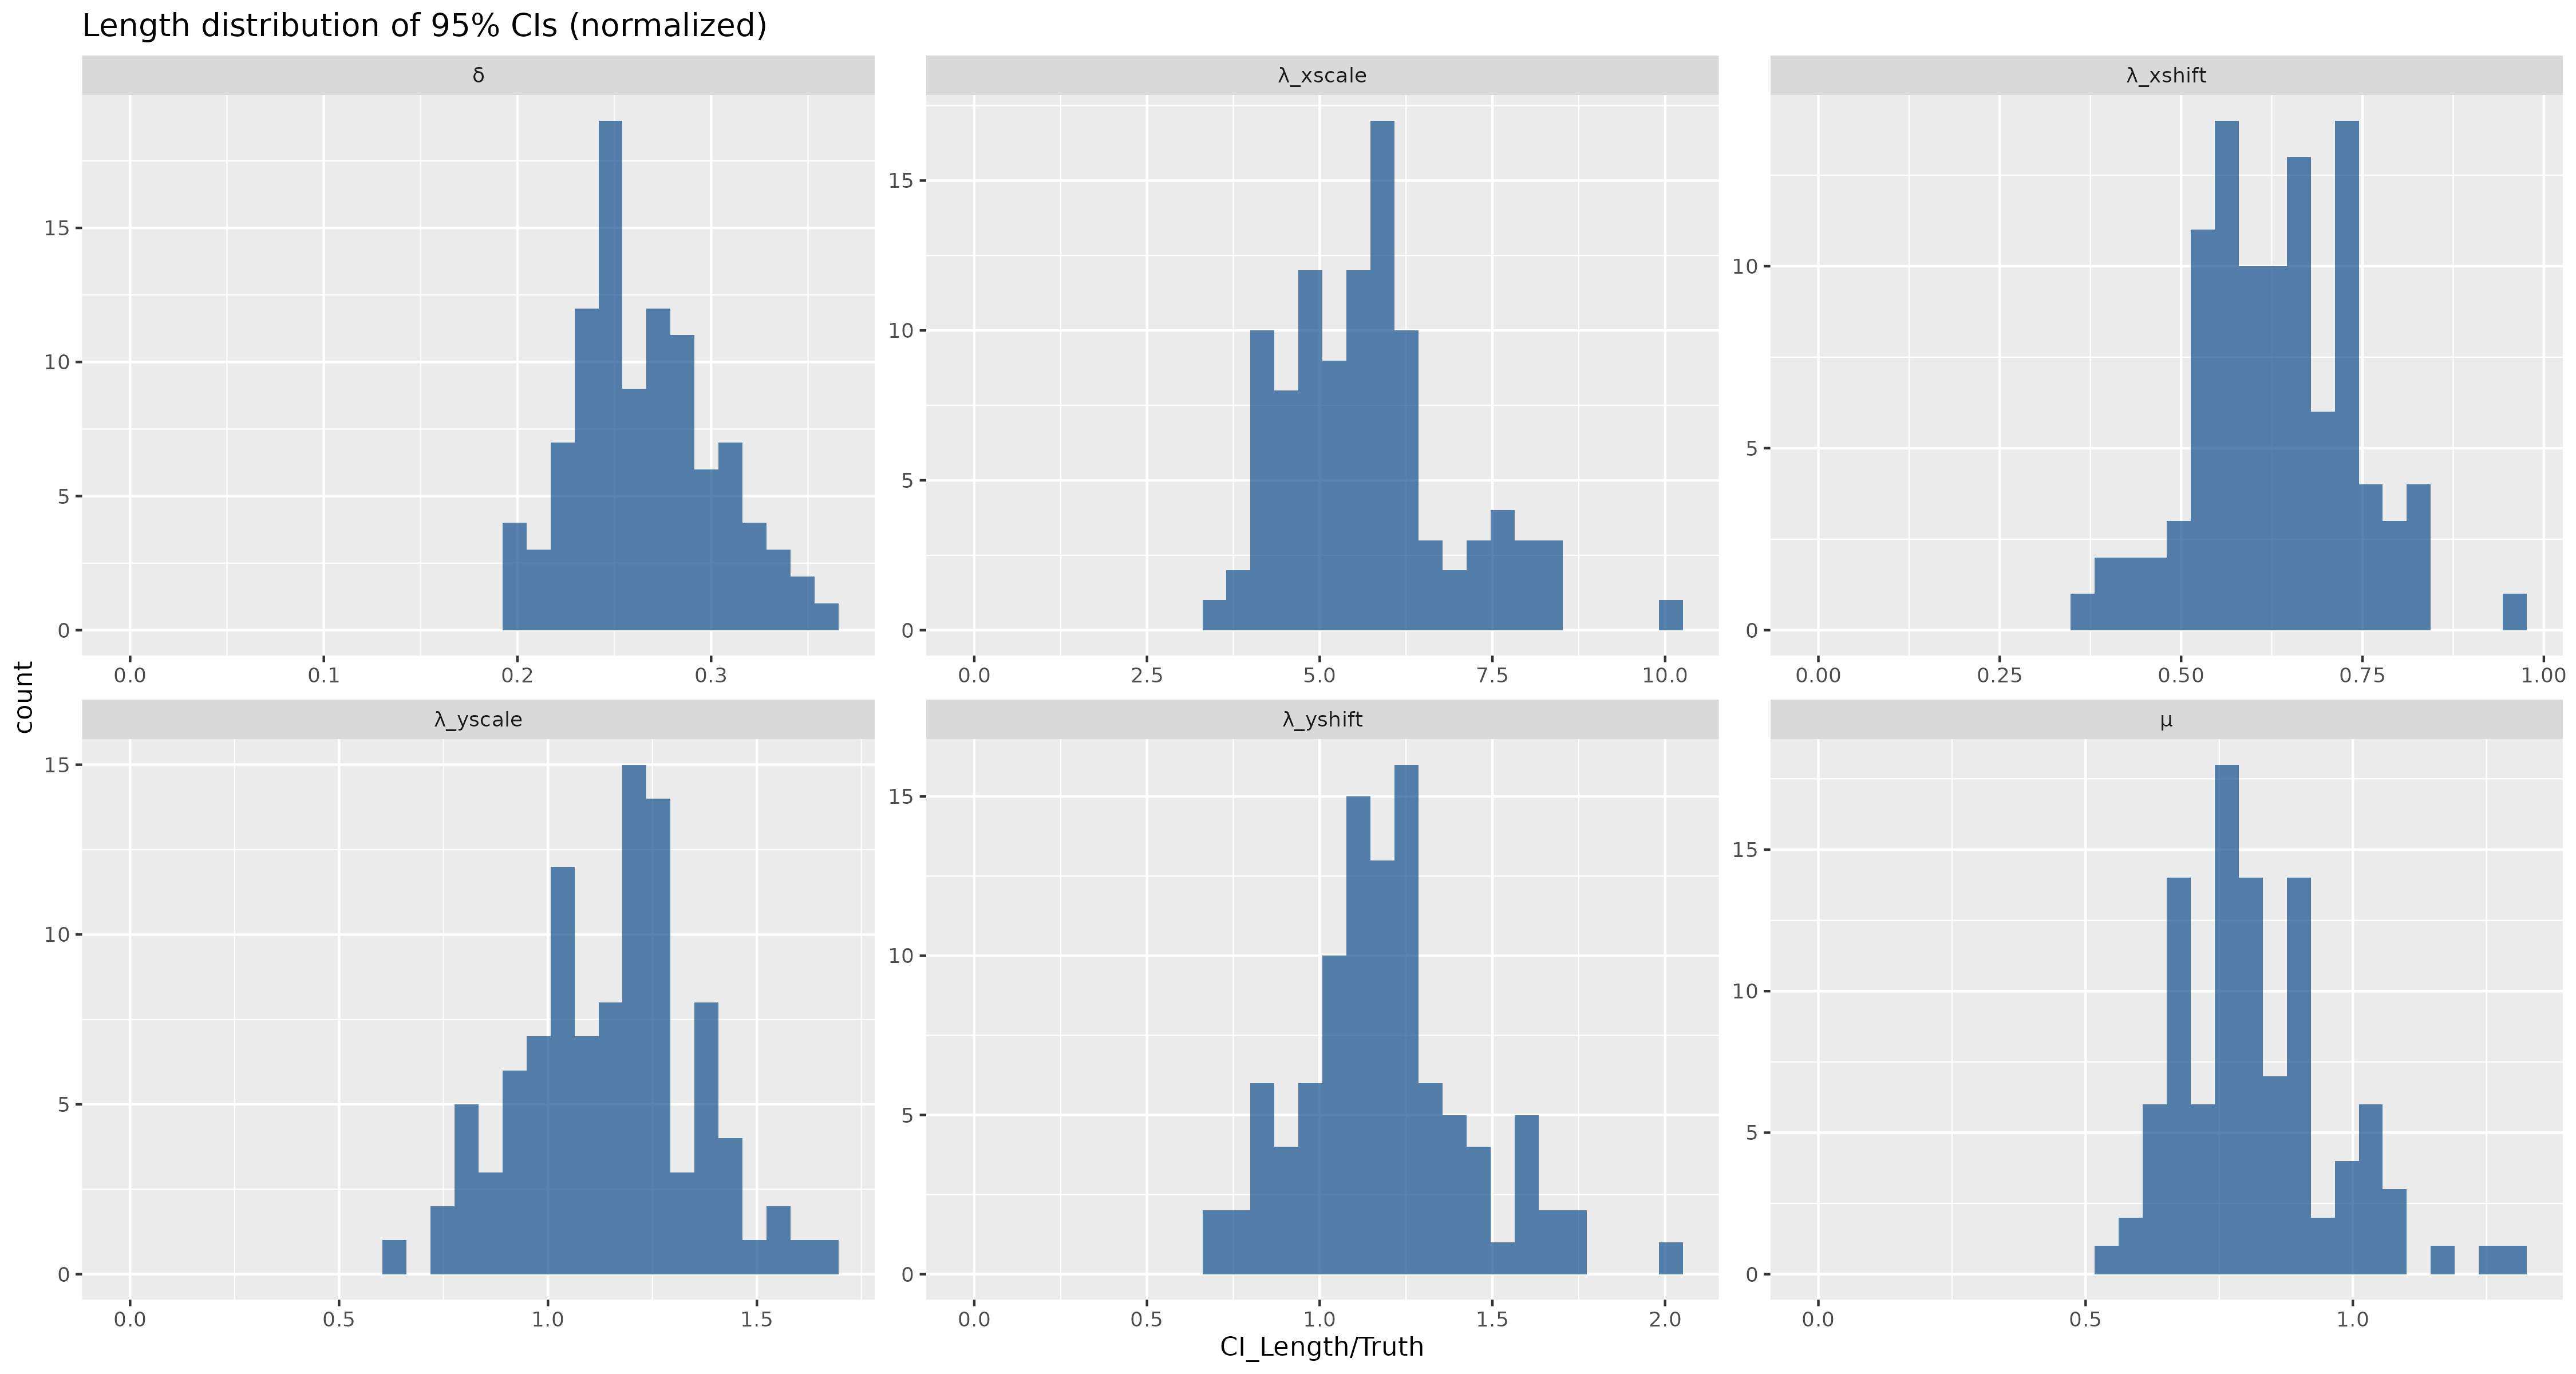 Length distribution of 95% CIs (normalized)
δ
λ_xscale
λ_xshift
15
10
5
0
15
10
5
0
10
5
0
0.0 0.1 0.2 0.3
0.0 2.5 5.0 7.5 10.0
0.00 0.25 0.50 0.75 1.00
count
λ_yscale
λ_yshift
μ
15
10
5
0
15
10
5
0
15
10
5
0
0.0 0.5 1.0 1.5
0.0 0.5 1.0 1.5 2.0
0.0 0.5 1.0
CI_Length/Truth